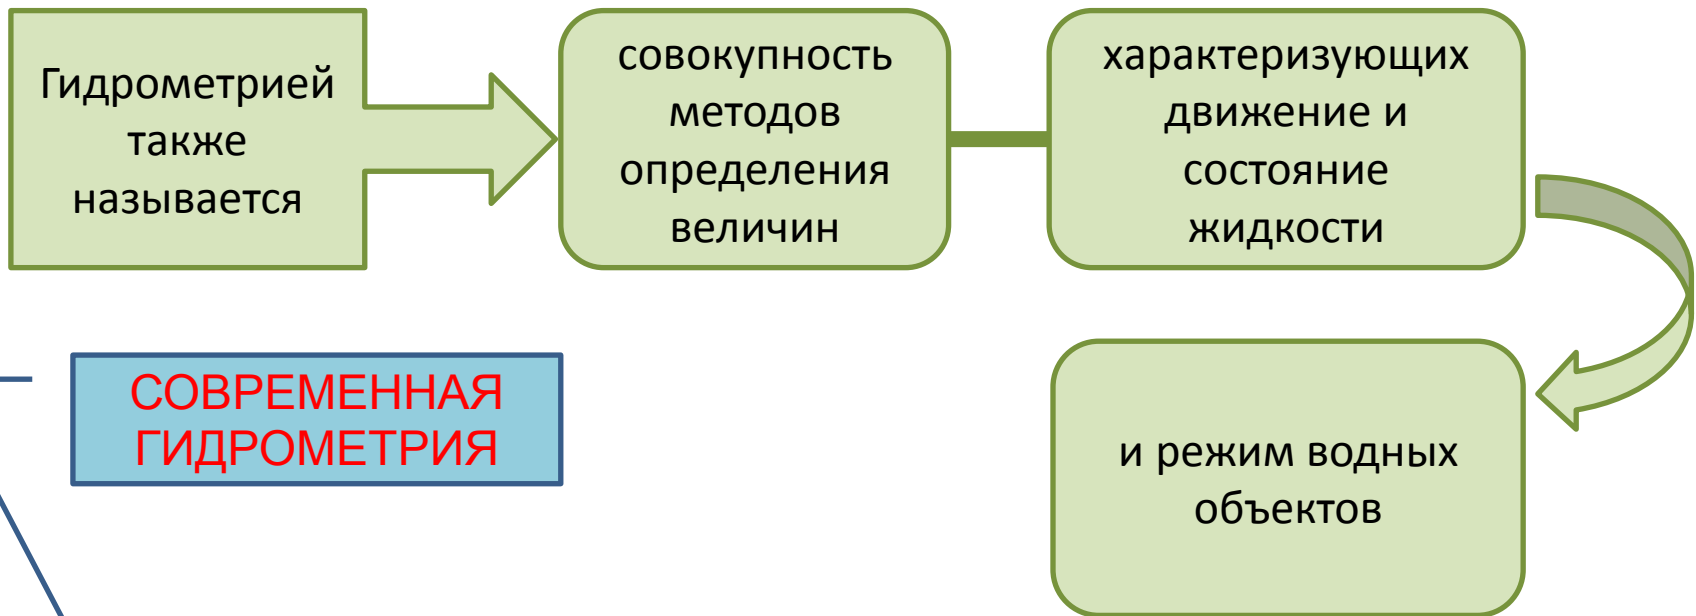 Гидрометрией
также
называется
совокупность
методов
определения
величин
характеризующих
движение и
состояние
жидкости
и режим водных
объектов
СОВРЕМЕННАЯ
ГИДРОМЕТРИЯ